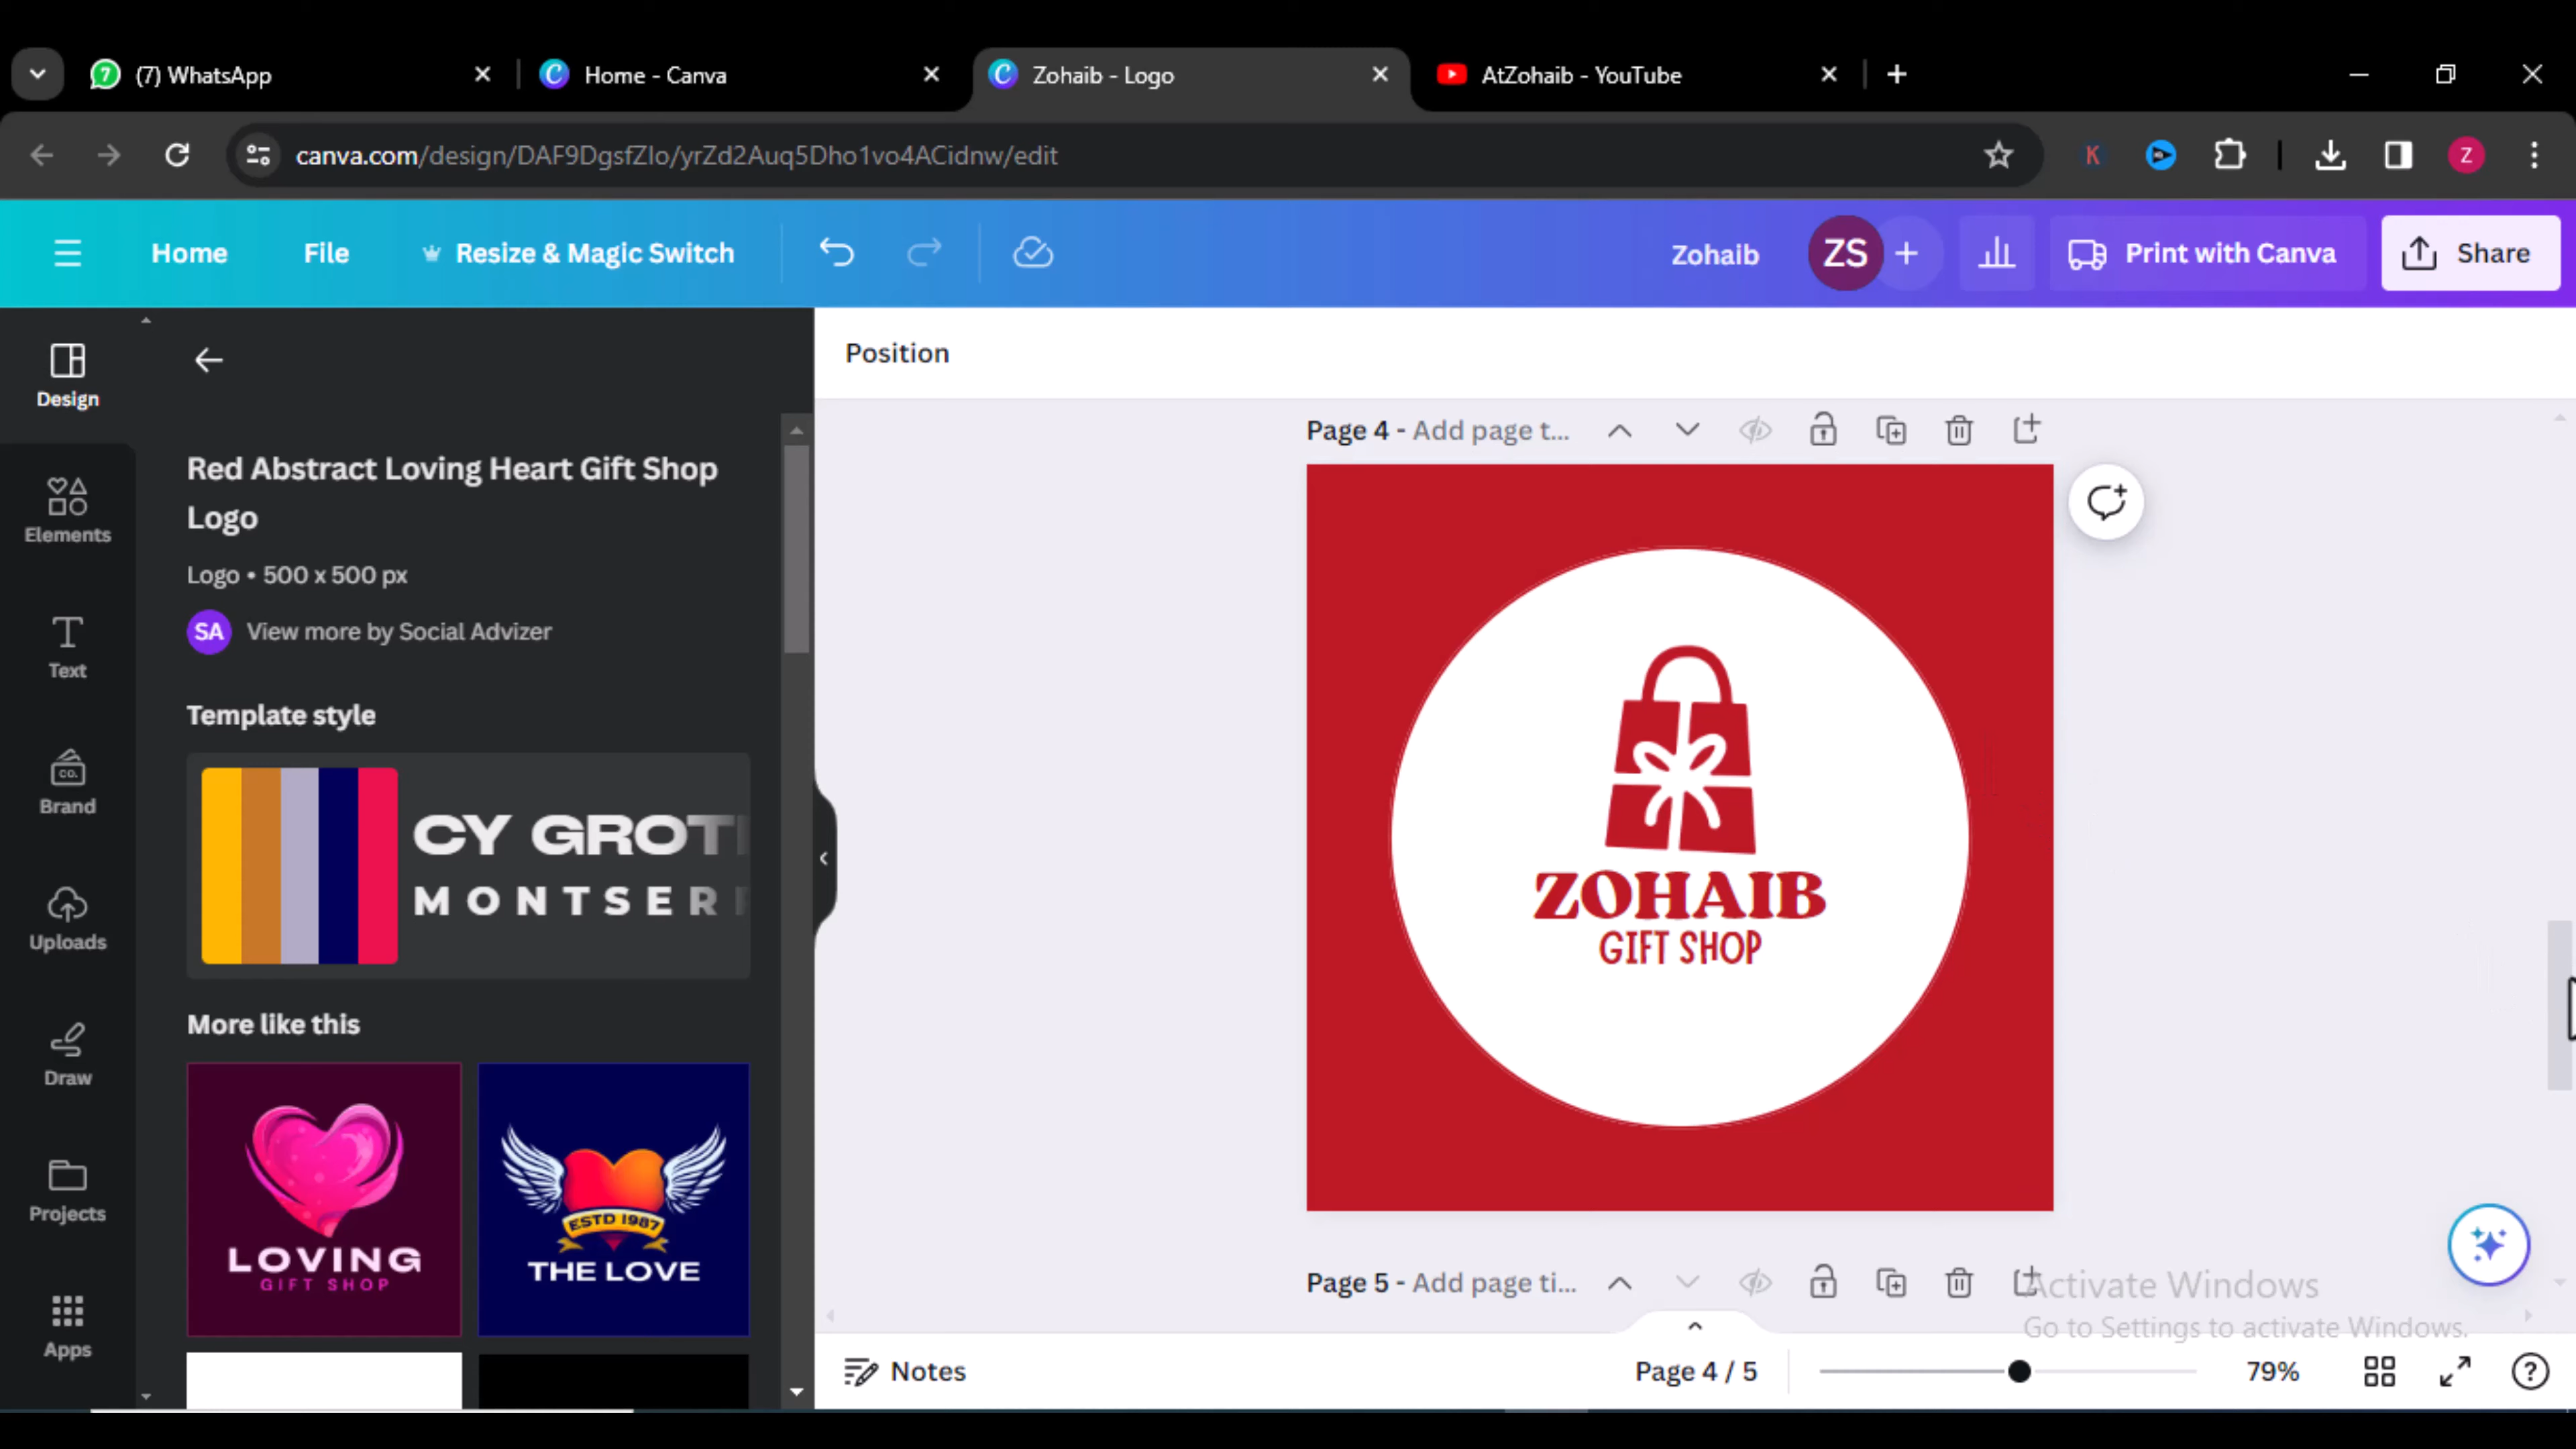 (7) WhatsApp
Home - Canva
Zohaib - Logo
AtZohaib - YouTube
canva.com/design/DAF9DgsfZIo/yrZd2Auq5Dho1vo4ACidnw/edit
K
Z
Home
File
Resize & Magic Switch
Zohaib
ZS
Print with Canva
Share
Design
Elements
Text
CO.
Brand
Uploads
Draw
Projects
Apps
Red Abstract Loving Heart Gift Shop
Logo
Logo • 500 x 500 px
SA
View more by Social Advizer
Template style
CY GROT
MONTSER
More like this
LOVING
GIFT SHOP
ESTD 1987
THE LOVE
Position
Page 4 - Add page t...
ZOHAIB
GIFT SHOP
Page 5 - Add page ti...
Activate Windows
Go to Settings to activate Windows.
Notes
Page 4 / 5
79%